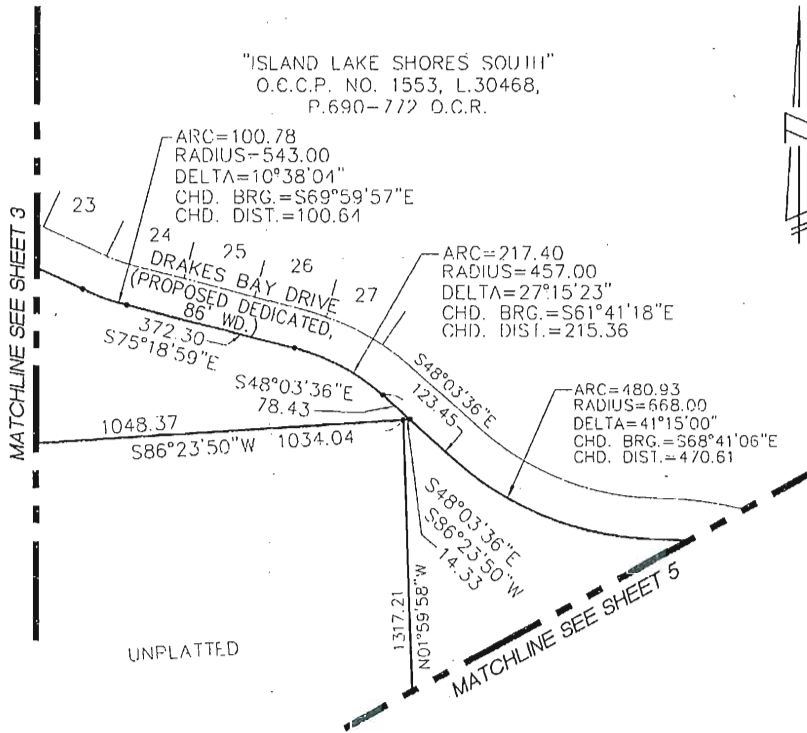 "ISLAND LAKE SHORES SOUTH"
O.C.C.P. NO. 1553, L.30468,
P.690-772 O.C.R.
ARC=100.78
RADIUS=543.00
DELTA=10°38'04"
CHD. BRG.=S69°59'57"E
CHD. DIST.=100.64
23
24
25
26
27
DRAKES BAY DRIVE
(PROPOSED DEDICATED,
86' WD.)
ARC=217.40
RADIUS=457.00
DELTA=27°15'23"
CHD. BRG.=S61°41'18"E
CHD. DIST.=215.36
372.30
S75°18'59"E
S48°03'36"E
78.43
S48°03'36"E
123.45
ARC=480.93
RADIUS=668.00
DELTA=41°15'00"
CHD. BRG.=S68°41'06"E
CHD. DIST.=470.61
MATCHLINE SEE SHEET 3
1048.37
S86°23'50"W 1034.04
S48°03'36"E
S86°23'50"W
14.33
1317.21
N01°59'58"W
UNPLATTED
MATCHLINE SEE SHEET 5